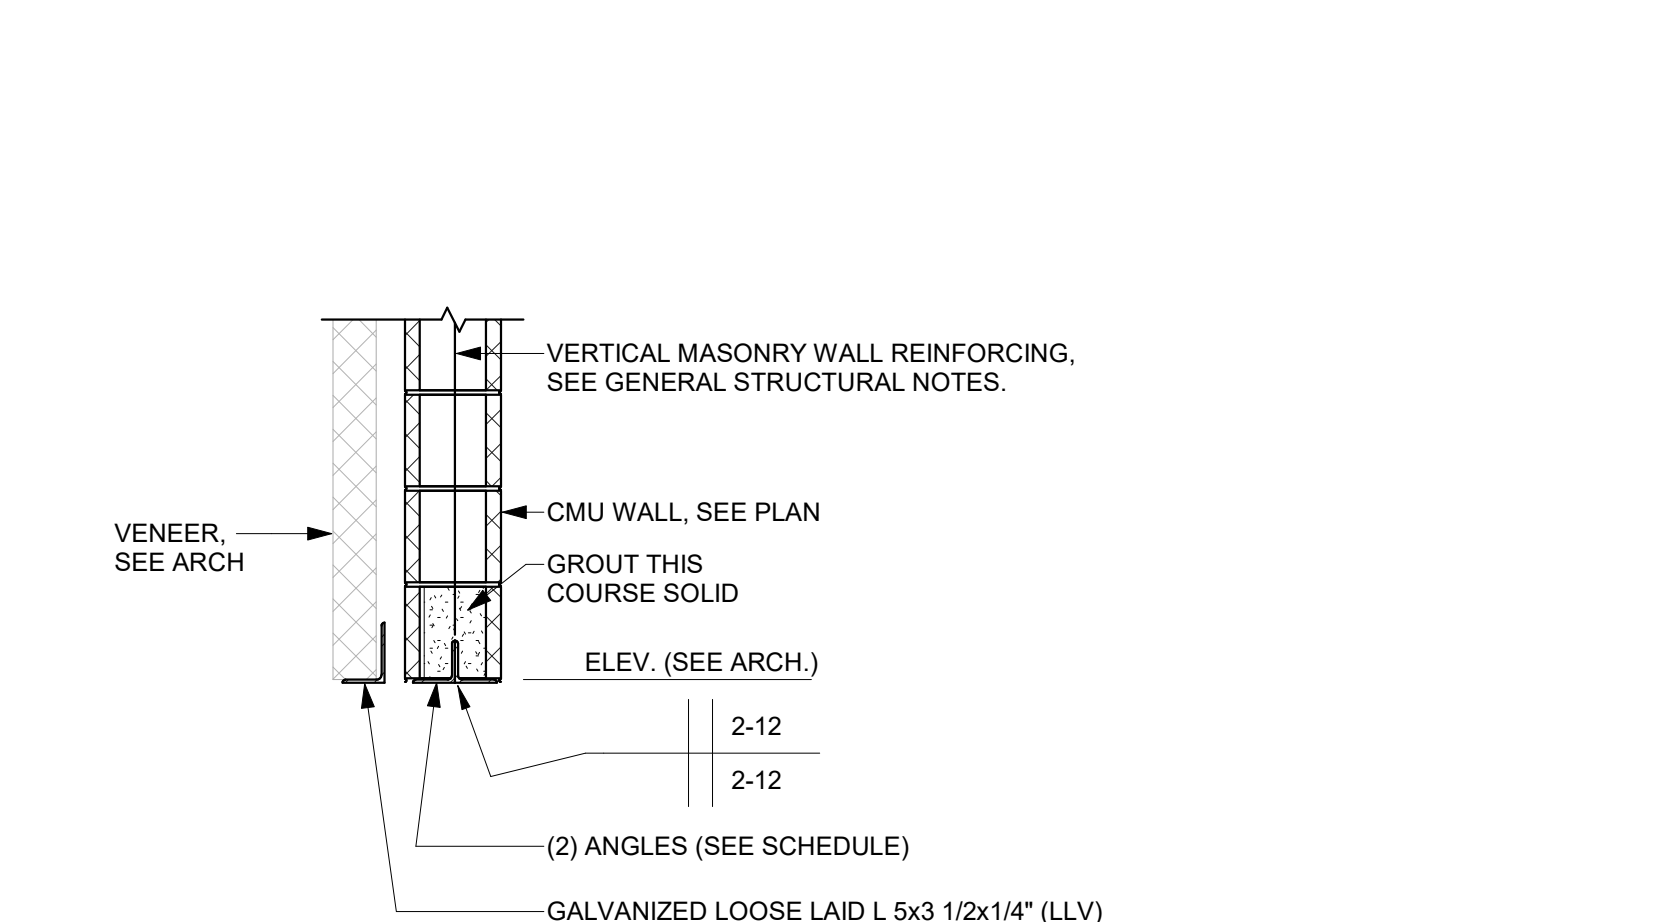 VERTICAL MASONRY WALL REINFORCING,
SEE GENERAL STRUCTURAL NOTES.
CMU WALL, SEE PLAN
VENEER,
SEE ARCH
GROUT THIS
COURSE SOLID
ELEV. (SEE ARCH.)
2-12
2-12
(2) ANGLES (SEE SCHEDULE)
GALVANIZED LOOSE LAID L 5x3 1/2x1/4" (LLV)